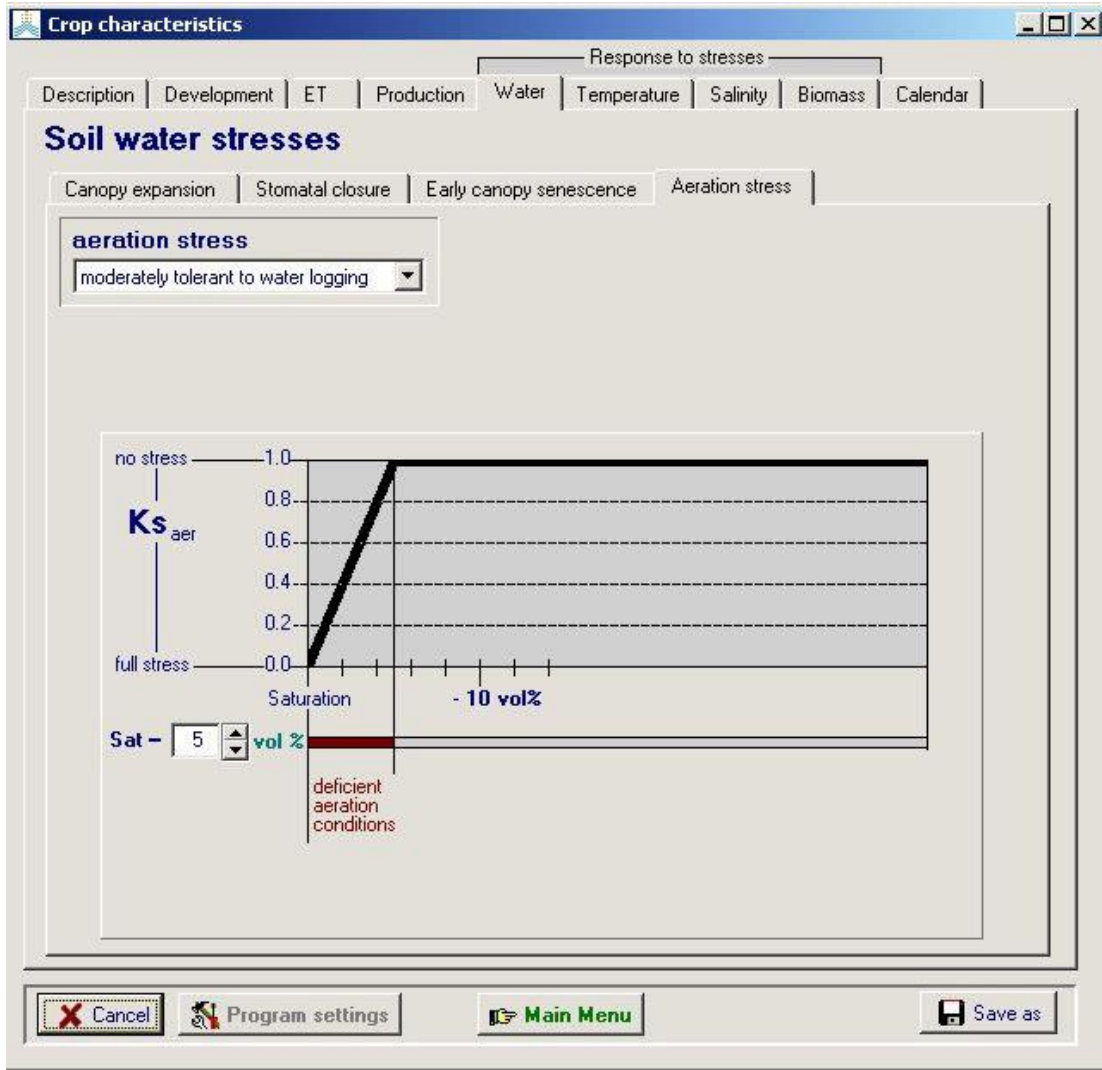 Crop characteristics
Response to stresses
Description Development ET Production Water Temperature Salinity Biomass Calendar
Soil water stresses
Canopy expansion Stomatal closure Early canopy senescence Aeration stress
aeration stress
moderately tolerant to water logging
no stress 1.0
0.8
Ks aer
0.6
0.4
0.2
full stress 0.0
Saturation - 10 vol%
Sat - 5 vol %
deficient
aeration
conditions
Cancel Program settings Main Menu Save as